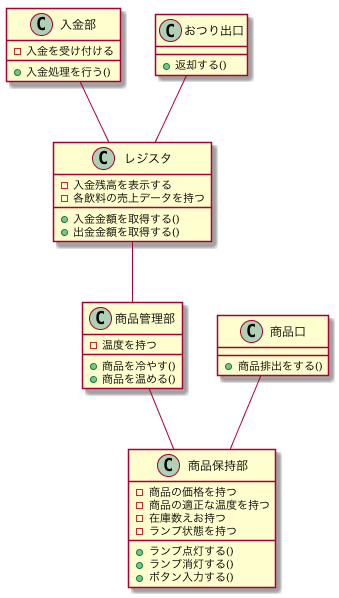 C 入金部
入金を受け付ける
入金処理を行う()
C おつり出口
返却する()
C レジスタ
入金残高を表示する
各飲料の売上データを持つ
入金金額を取得する()
出金金額を取得する()
C 商品管理部
温度を持つ
商品を冷やす()
商品を温める()
C 商品口
商品排出をする()
C 商品保持部
商品の価格を持つ
商品の適正な温度を持つ
在庫数えお持つ
ランプ状態を持つ
ランプ点灯する()
ランプ消灯する()
ボタン入力する()